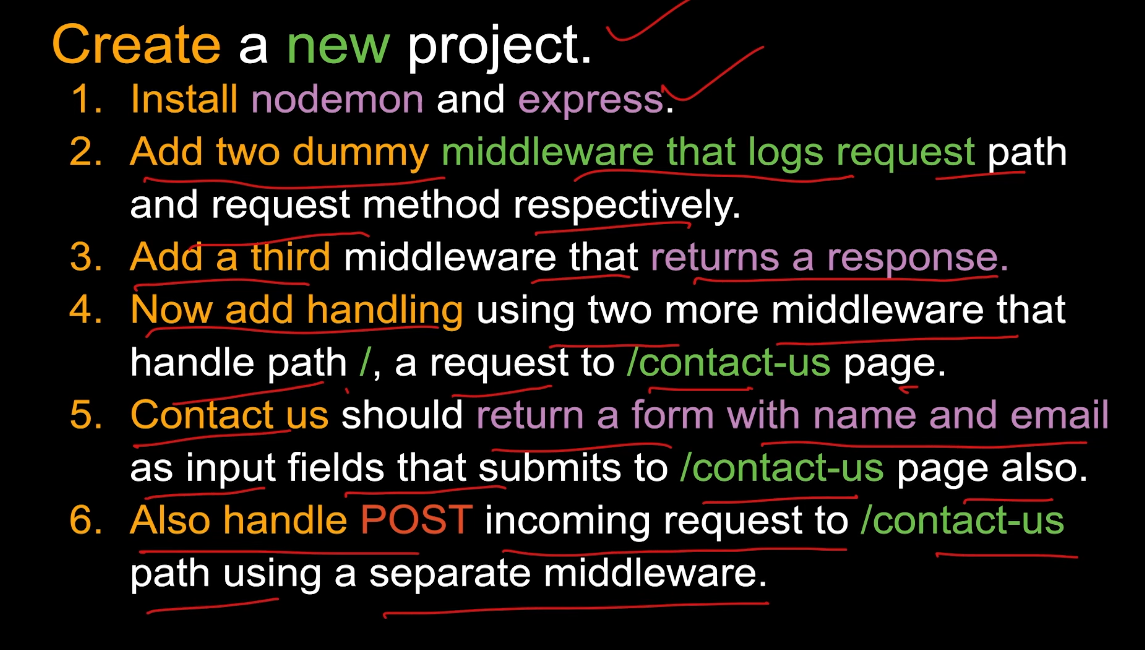 Create a new project.
1. Install nodemon and express.
2. Add two dummy middleware that logs request path
and request method respectively.
3. Add a third middleware that returns a response.
4. Now add handling using two more middleware that
handle path /, a request to /contact-us page.
5. Contact us should return a form with name and email
as input fields that submits to /contact-us page also.
6. Also handle POST incoming request to /contact-us
path using a separate middleware.